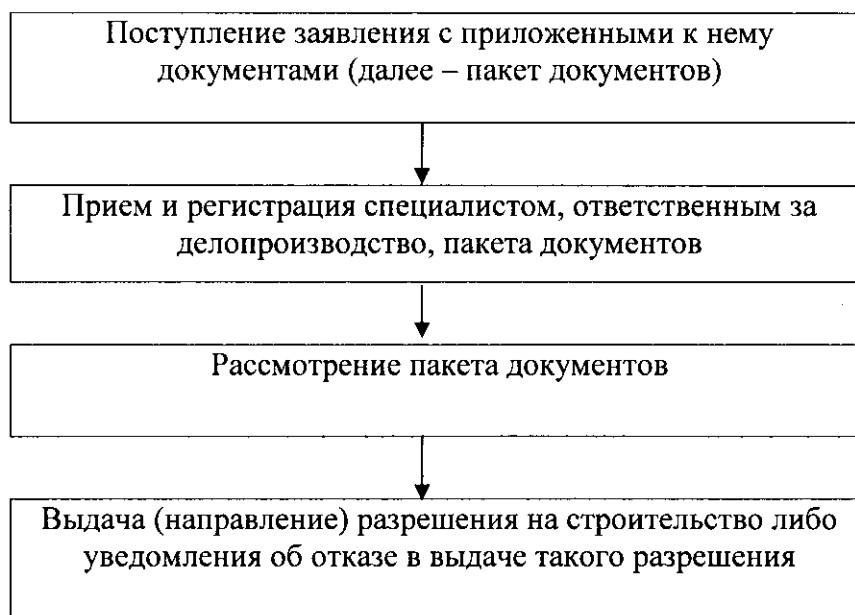 Поступление заявления с приложенными к нему
документами (далее – пакет документов)
Прием и регистрация специалистом, ответственным за
делопроизводство, пакета документов
Рассмотрение пакета документов
Выдача (направление) разрешения на строительство либо
уведомления об отказе в выдаче такого разрешения